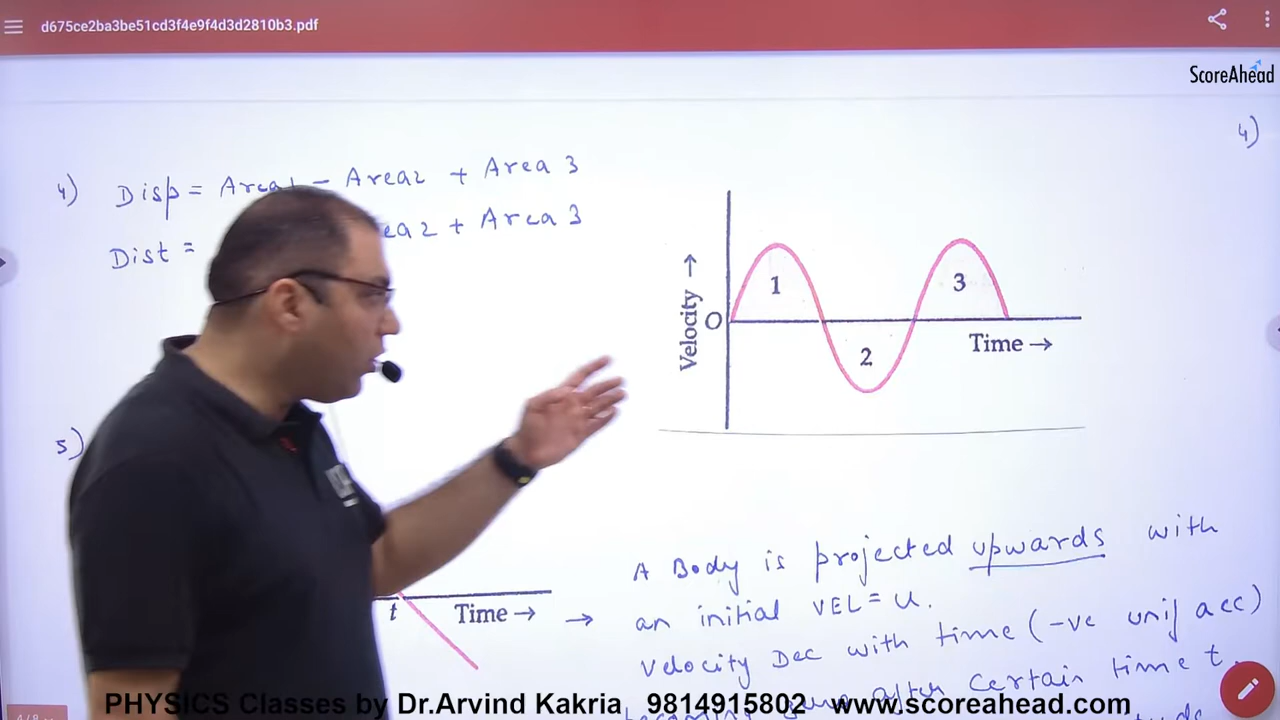 d675ce2ba3be51cd3f4e9f4d3d2810b3.pdf
ScoreAhead
4)
4) Disp = Area1 - Area2 + Area 3
Dist = Area 2 + Area 3
Velocity →
O
1
2
3
Time →
5)
t
Time →
→ A Body is projected upwards with
an initial VEL = u.
Velocity Dec with time (-ve unif acc)
after certain time t.
PHYSICS Classes by Dr.Arvind Kakria 9814915802 www.scoreahead.com